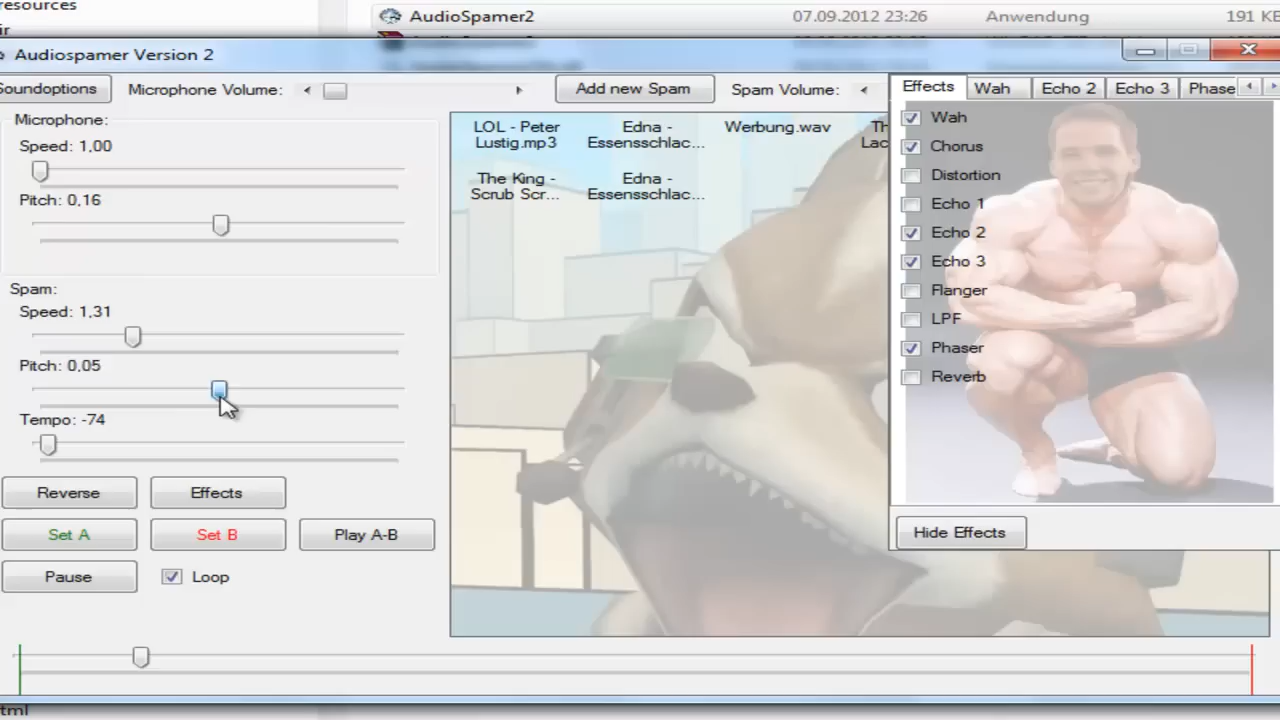 resources
AudioSpamer2
07.09.2012 23:26
Anwendung
191 KB
Audiospamer Version 2
Soundoptions
Microphone Volume:
Add new Spam
Spam Volume:
Effects
Wah
Echo 2
Echo 3
Phase
Microphone:
Speed: 1,00
Pitch: 0,16
Spam:
Speed: 1,31
Pitch: 0,05
Tempo: -74
Reverse
Effects
Set A
Set B
Play A-B
Pause
Loop
LOL - Peter
Lustig.mp3
Edna -
Essensschlac...
Werbung.wav
Th
Lac
The King -
Scrub Scr...
Edna -
Essensschlac...
Wah
Chorus
Distortion
Echo 1
Echo 2
Echo 3
Flanger
LPF
Phaser
Reverb
Hide Effects
tml